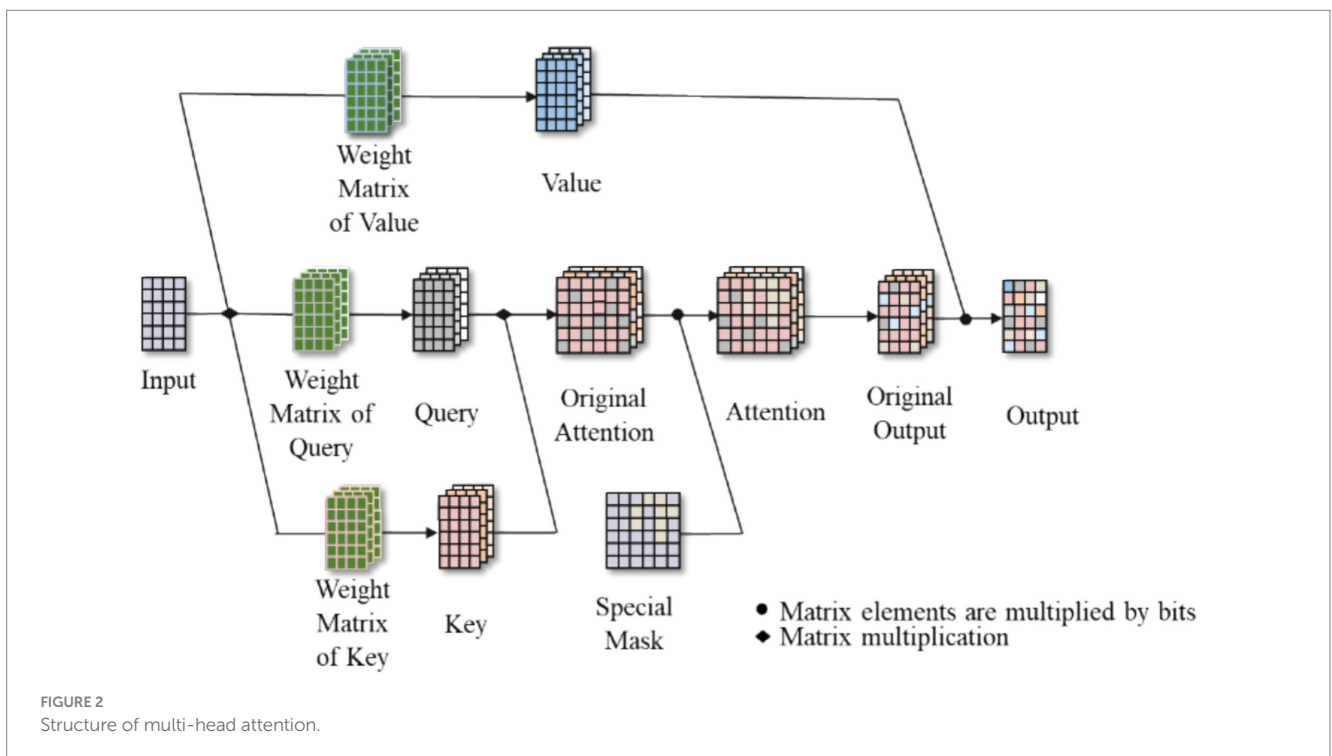 Weight
Matrix
of Value
Value
Input
Weight
Matrix of
Query
Query
Original
Attention
Attention
Original
Output
Output
Weight
Matrix
of Key
Key
Special
Mask
● Matrix elements are multiplied by bits
◆ Matrix multiplication
FIGURE 2
Structure of multi-head attention.